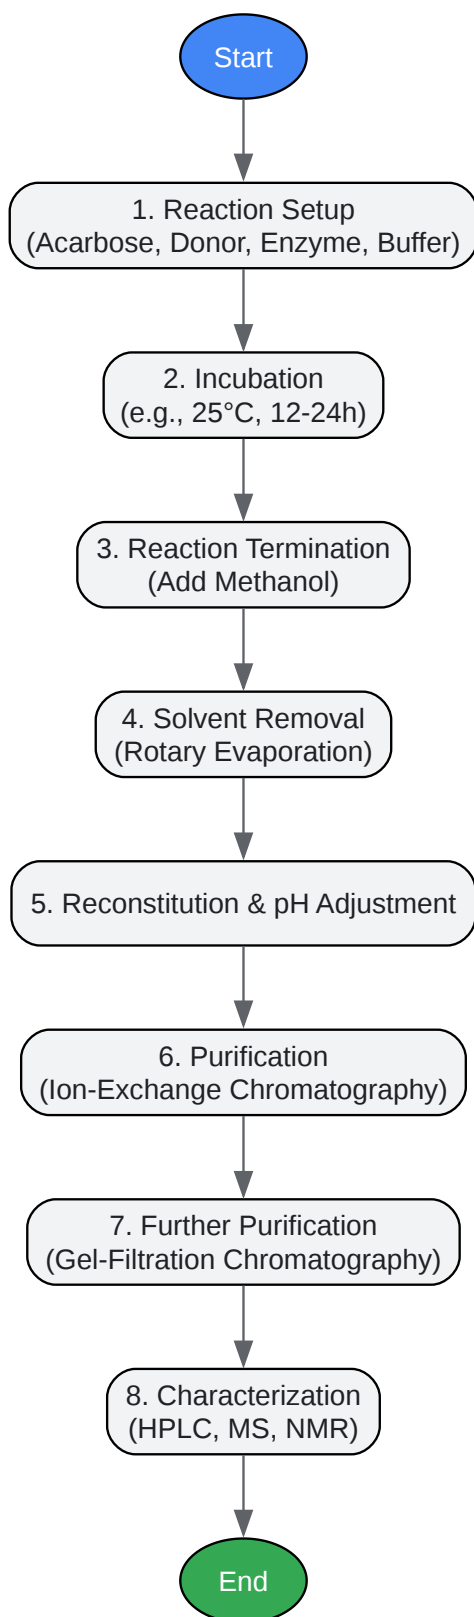 Start
1. Reaction Setup
(Acarbose, Donor, Enzyme, Buffer)
2. Incubation
(e.g., 25°C, 12-24h)
3. Reaction Termination
(Add Methanol)
4. Solvent Removal
(Rotary Evaporation)
5. Reconstitution & pH Adjustment
6. Purification
(Ion-Exchange Chromatography)
7. Further Purification
(Gel-Filtration Chromatography)
8. Characterization
(HPLC, MS, NMR)
End